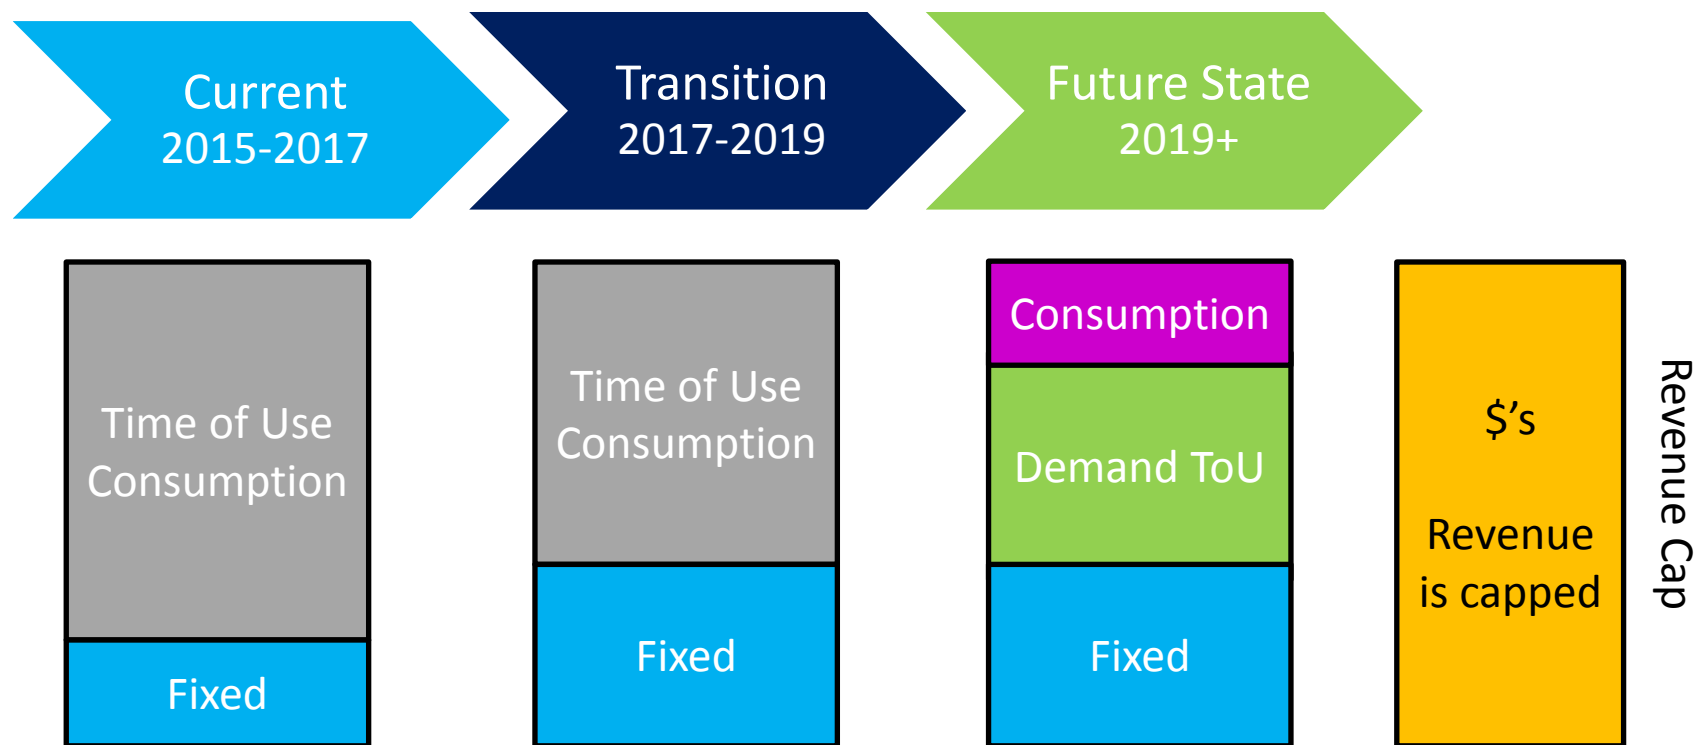 Current
2015-2017
Transition
2017-2019
Future State
2019+
Time of Use
Consumption
Fixed
Time of Use
Consumption
Fixed
Consumption
Demand ToU
Fixed
$’s
Revenue
is capped
Revenue Cap